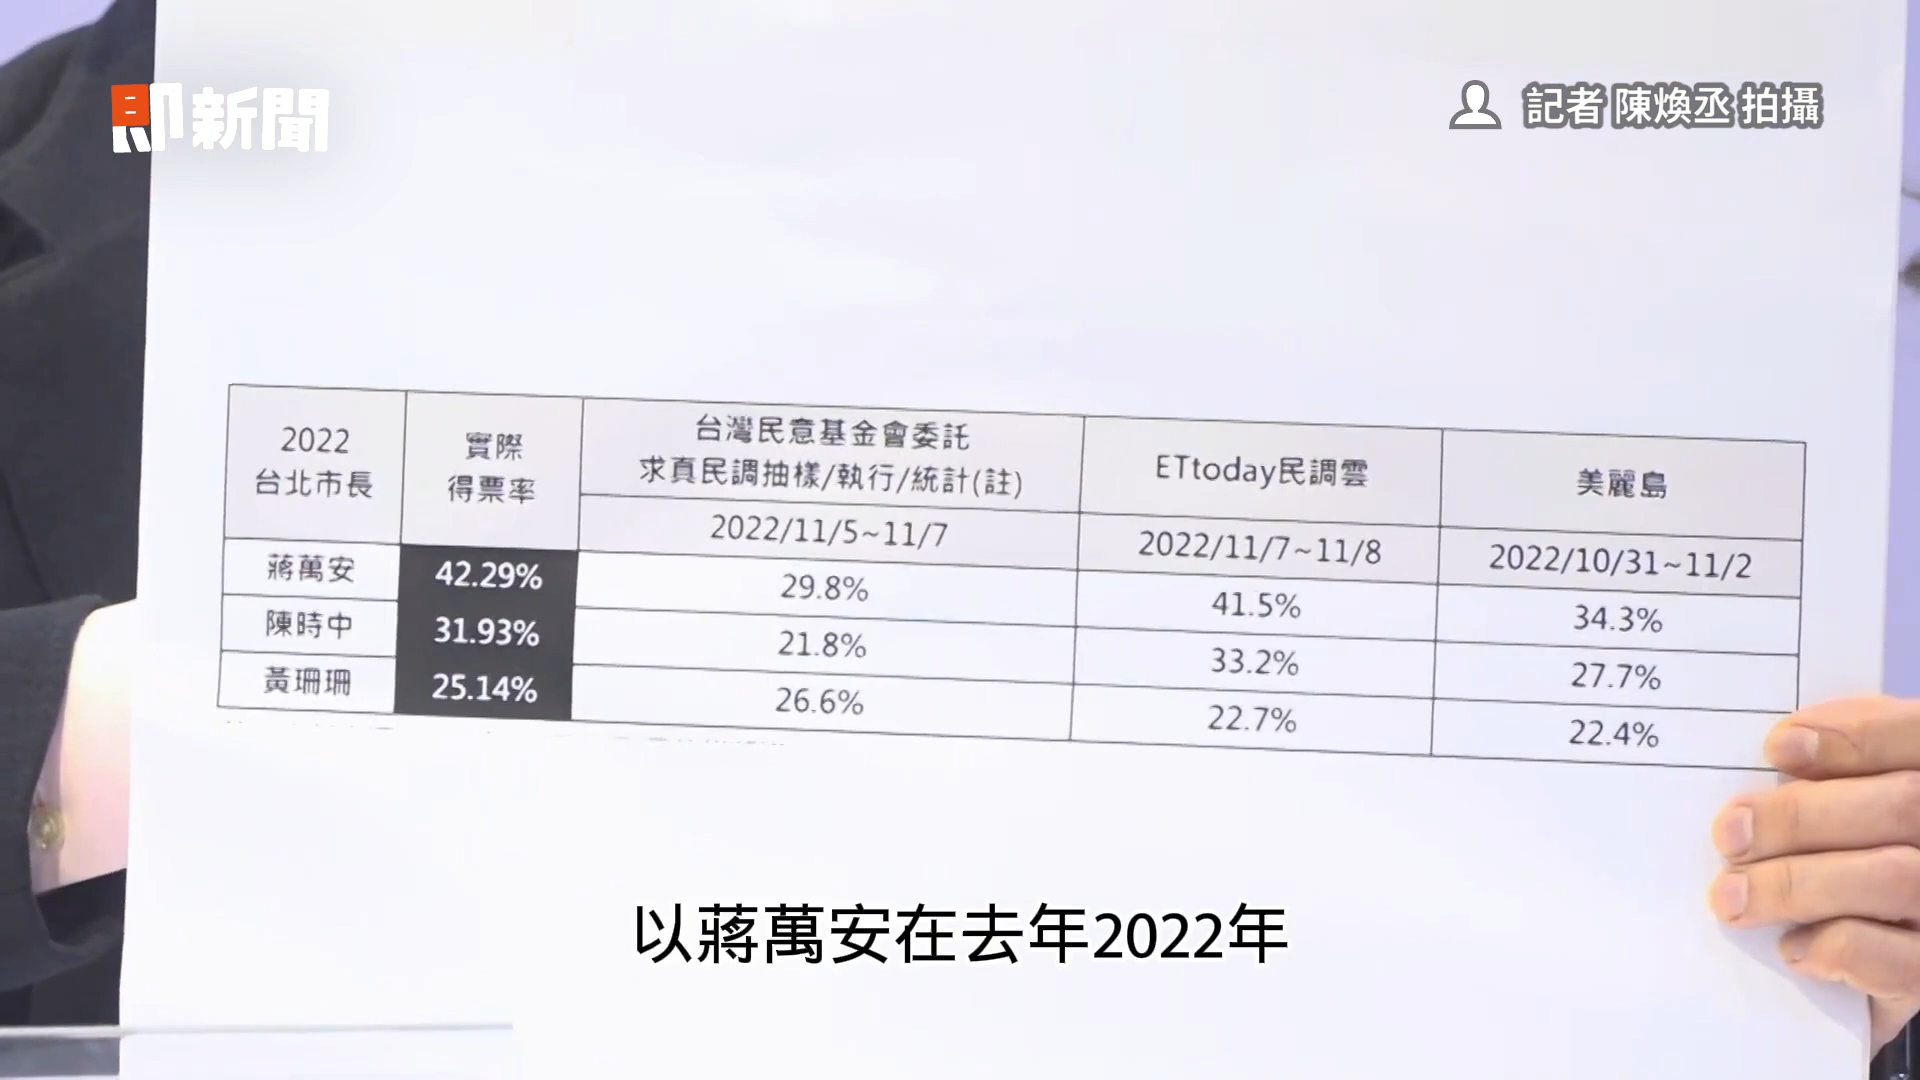 即新聞
記者 陳煥丞 拍攝
2022
台北市長
實際
得票率
台灣民意基金會委託
求真民調抽樣/執行/統計(註)
ETtoday民調雲
美麗島
2022/11/5~11/7
2022/11/7~11/8
2022/10/31~11/2
蔣萬安 42.29% 29.8% 41.5% 34.3%
陳時中 31.93% 21.8% 33.2% 27.7%
黃珊珊 25.14% 26.6% 22.7% 22.4%
以蔣萬安在去年2022年